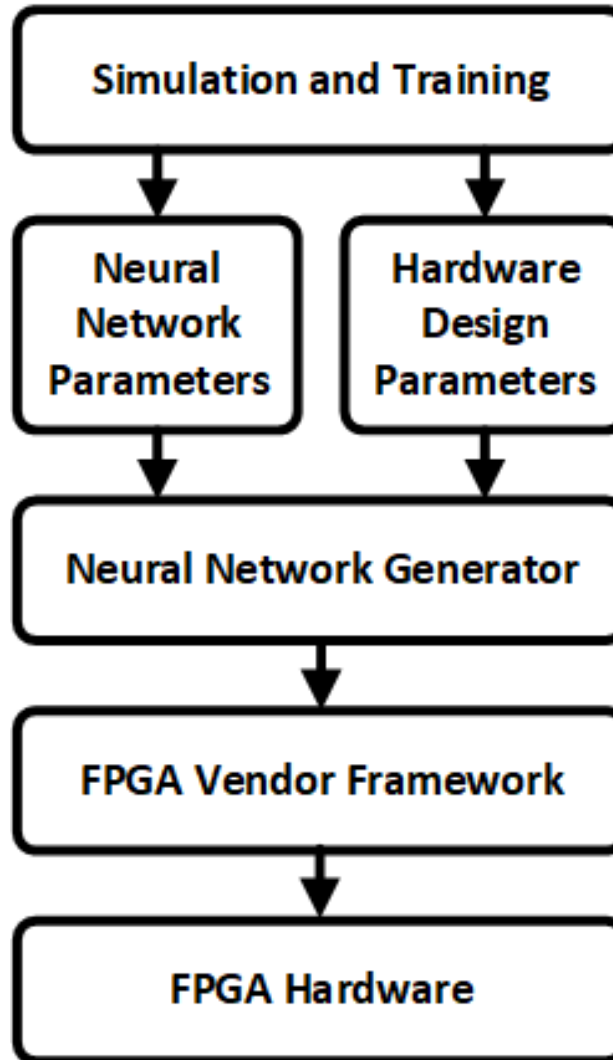 Simulation and Training
Neural
Network
Parameters
Hardware
Design
Parameters
Neural Network Generator
FPGA Vendor Framework
FPGA Hardware